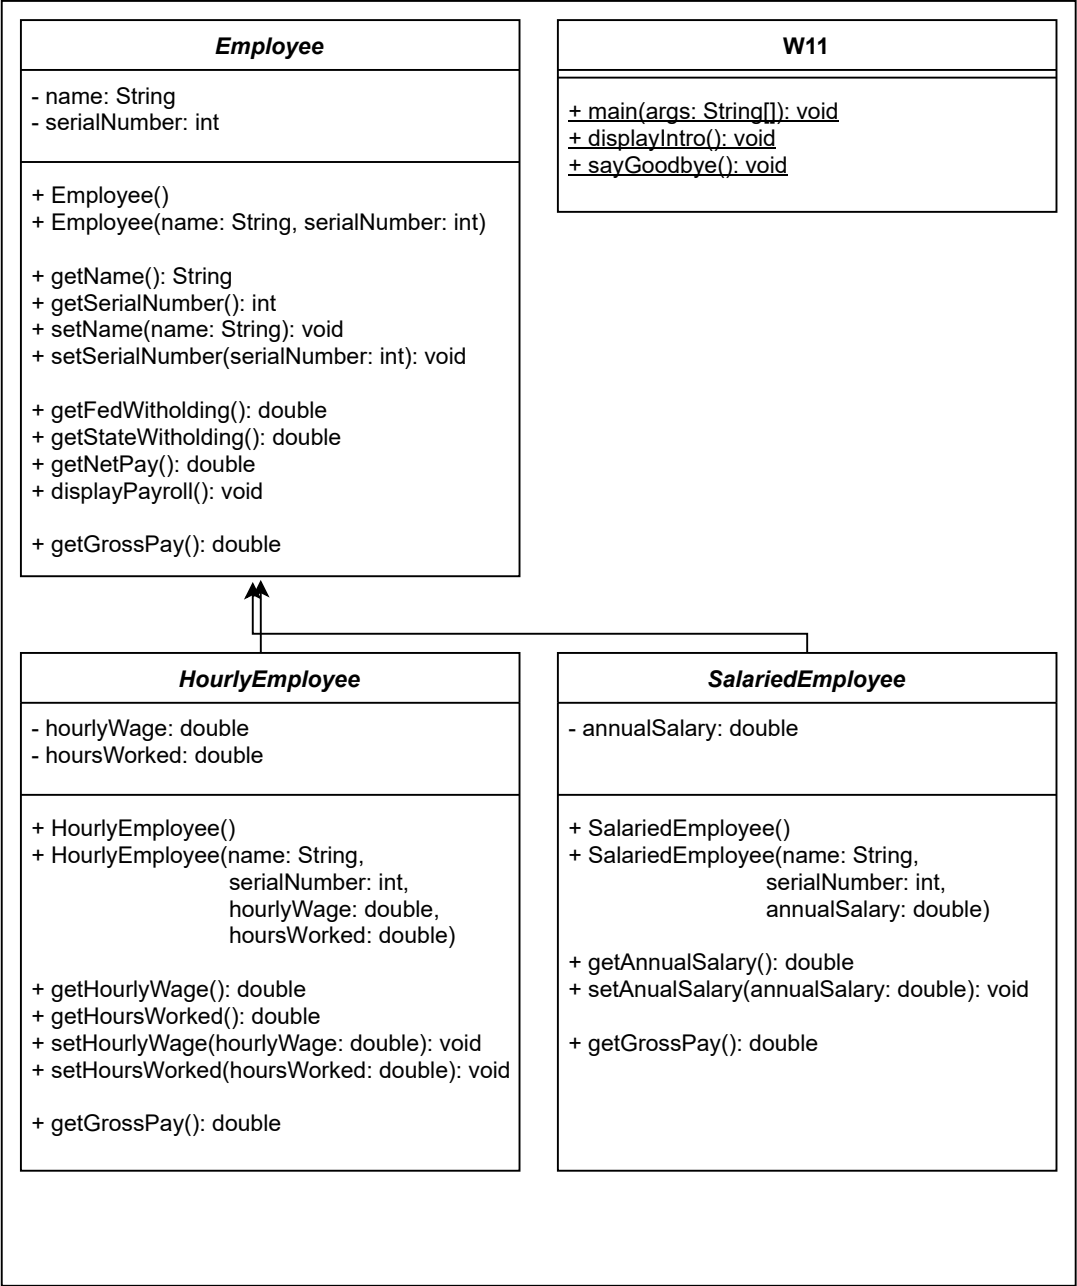 Employee
- name: String
- serialNumber: int
+ Employee()
+ Employee(name: String, serialNumber: int)
+ getName(): String
+ getSerialNumber(): int
+ setName(name: String): void
+ setSerialNumber(serialNumber: int): void
+ getFedWitholding(): double
+ getStateWitholding(): double
+ getNetPay(): double
+ displayPayroll(): void
+ getGrossPay(): double
W11
+ main(args: String[]): void
+ displayIntro(): void
+ sayGoodbye(): void
HourlyEmployee
- hourlyWage: double
- hoursWorked: double
+ HourlyEmployee()
+ HourlyEmployee(name: String,
serialNumber: int,
hourlyWage: double,
hoursWorked: double)
+ getHourlyWage(): double
+ getHoursWorked(): double
+ setHourlyWage(hourlyWage: double): void
+ setHoursWorked(hoursWorked: double): void
+ getGrossPay(): double
SalariedEmployee
- annualSalary: double
+ SalariedEmployee()
+ SalariedEmployee(name: String,
serialNumber: int,
annualSalary: double)
+ getAnnualSalary(): double
+ setAnualSalary(annualSalary: double): void
+ getGrossPay(): double